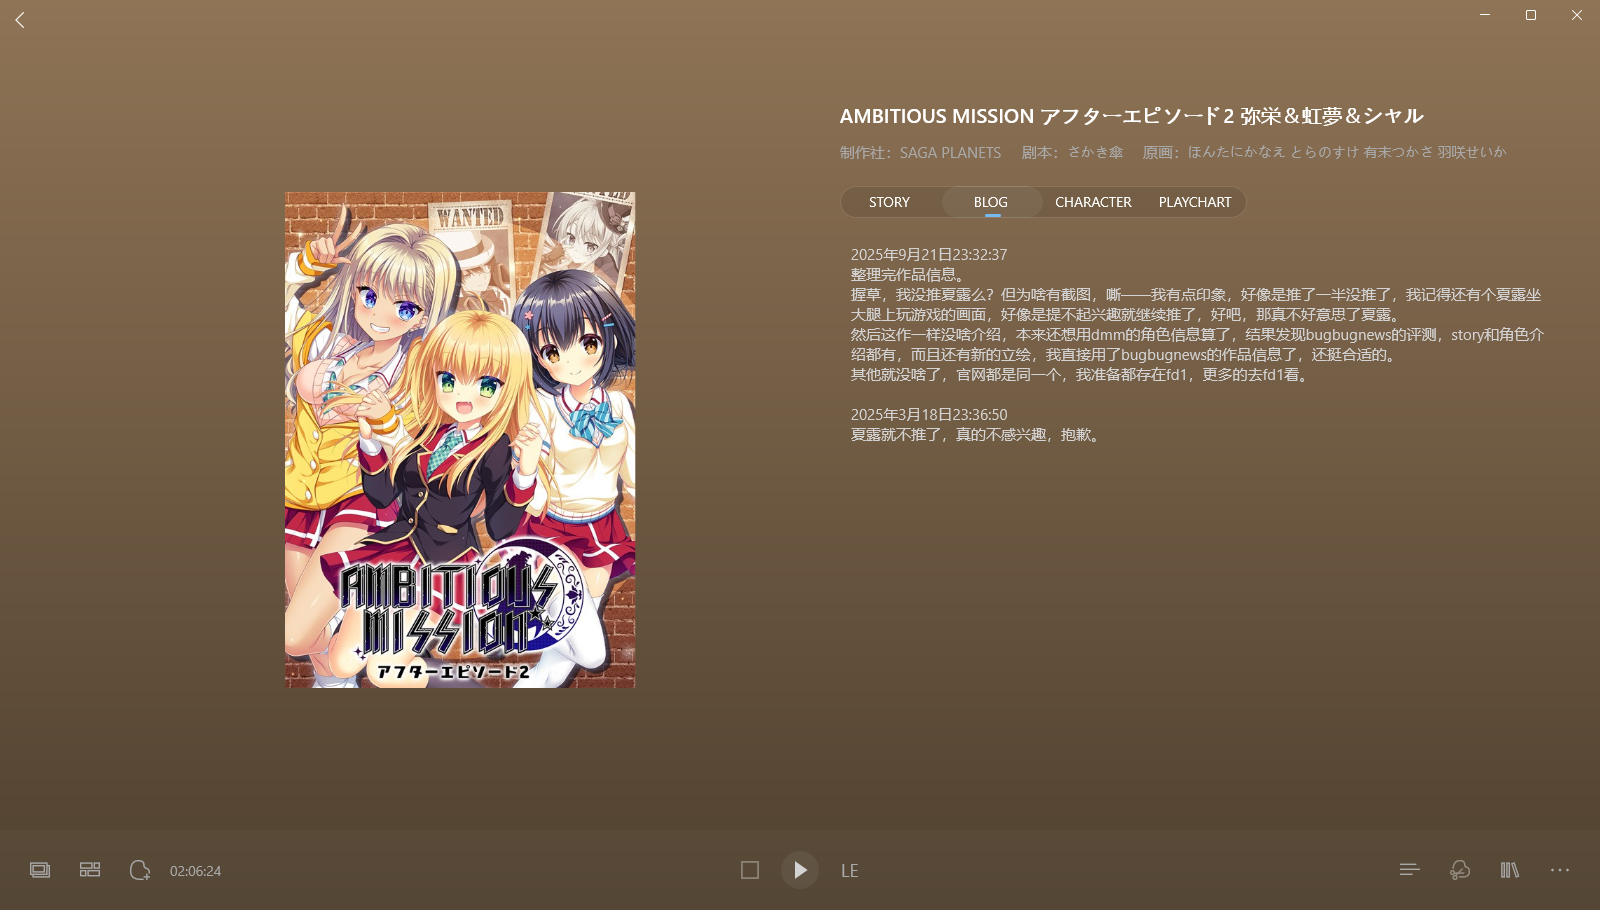 AMBITIOUS MISSION アフターエピソード2 弥栄＆虹夢＆シャル
制作社：SAGA PLANETS 剧本：さかき傘 原画：ほんたにかなえ とらのすけ 有末つかさ 羽咲せいか
STORY BLOG CHARACTER PLAYCHART
2025年9月21日23:32:37
整理完作品信息。
握草，我没推夏露么？但为啥有截图，嘶——我有点印象，好像是推了一半没推了，我记得还有个夏露坐
大腿上玩游戏的画面，好像是提不起兴趣就继续推了，好吧，那真不好意思了夏露。
然后这作一样没啥介绍，本来还想用dmm的角色信息算了，结果发现bugbugnews的评测，story和角色介
绍都有，而且还有新的立绘，我直接用了bugbugnews的作品信息了，还挺合适的。
其他就没啥了，官网都是同一个，我准备都存在fd1，更多的去fd1看。
2025年3月18日23:36:50
夏露就不推了，真的不感兴趣，抱歉。
WANTED
WANTED
AMBITIOUS
MISSION
アフターエピソード2
02:06:24
LE